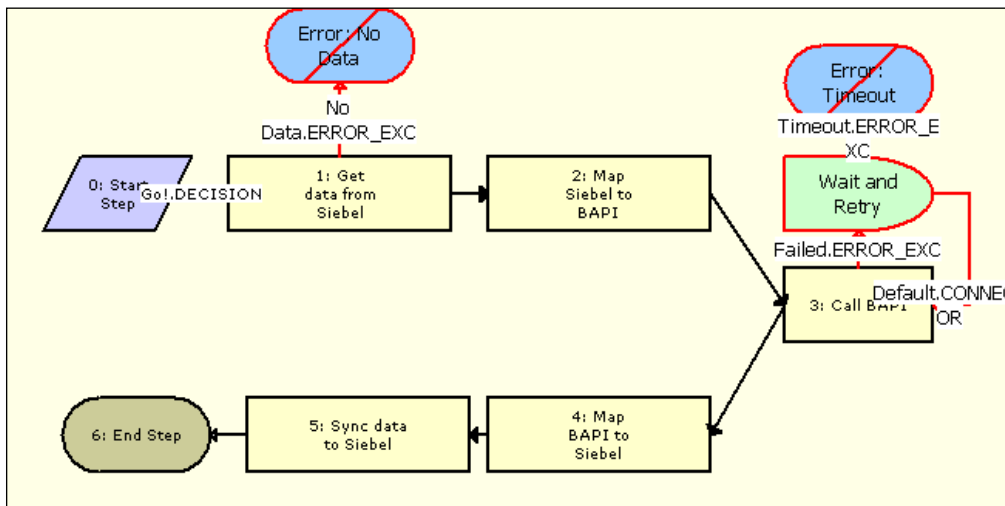 Error: No
Data
No
Data.ERROR_EXC
Error:
Timeout
Timeout.ERROR_E
XC
0: Start
Step
Go!.DECISION
1: Get
data from
Siebel
2: Map
Siebel to
BAPI
Wait and
Retry
Failed.ERROR_EXC
3: Call BAPI
Default.CONNEC
OR
6: End Step
5: Sync data
to Siebel
4: Map
BAPI to
Siebel